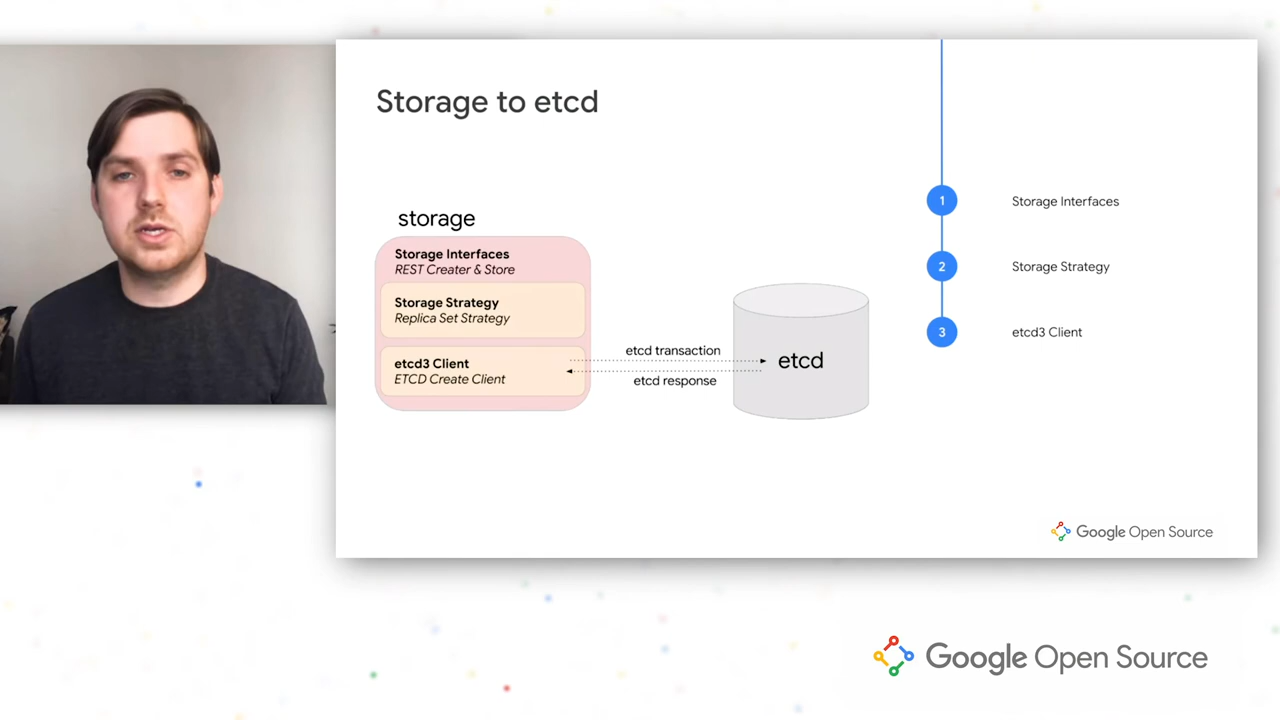 Storage to etcd
storage
Storage Interfaces
REST Creater & Store
Storage Strategy
Replica Set Strategy
etcd3 Client
ETCD Create Client
etcd transaction
etcd response
etcd
1
Storage Interfaces
2
Storage Strategy
3
etcd3 Client
Google Open Source
Google Open Source